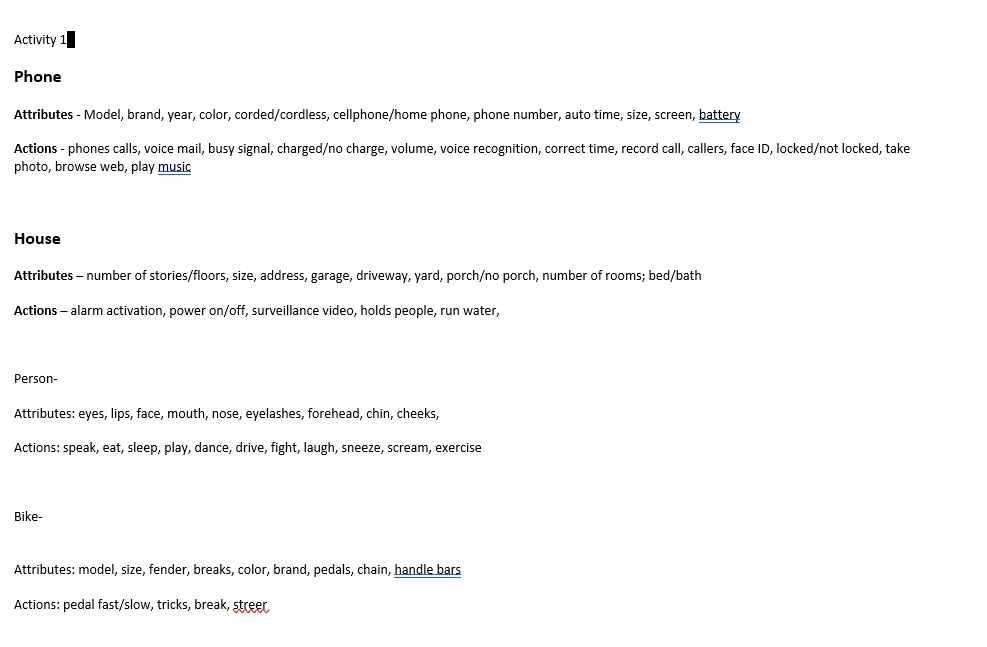 Activity 1
Phone
Attributes - Model, brand, year, color, corded/cordless, cellphone/home phone, phone number, auto time, size, screen, battery
Actions - phones calls, voice mail, busy signal, charged/no charge, volume, voice recognition, correct time, record call, callers, face ID, locked/not locked, take
photo, browse web, play music
House
Attributes – number of stories/floors, size, address, garage, driveway, yard, porch/no porch, number of rooms; bed/bath
Actions – alarm activation, power on/off, surveillance video, holds people, run water,
Person-
Attributes: eyes, lips, face, mouth, nose, eyelashes, forehead, chin, cheeks,
Actions: speak, eat, sleep, play, dance, drive, fight, laugh, sneeze, scream, exercise
Bike-
Attributes: model, size, fender, breaks, color, brand, pedals, chain, handle bars
Actions: pedal fast/slow, tricks, break, streer